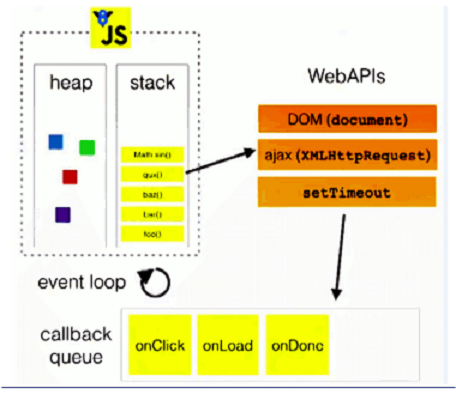 JS
heap
stack
WebAPIs
DOM (document)
ajax (XMLHttpRequest)
setTimeout
Math sin()
qux()
baz()
bar()
foo()
event loop
callback
queue
onClick
onLoad
onDone